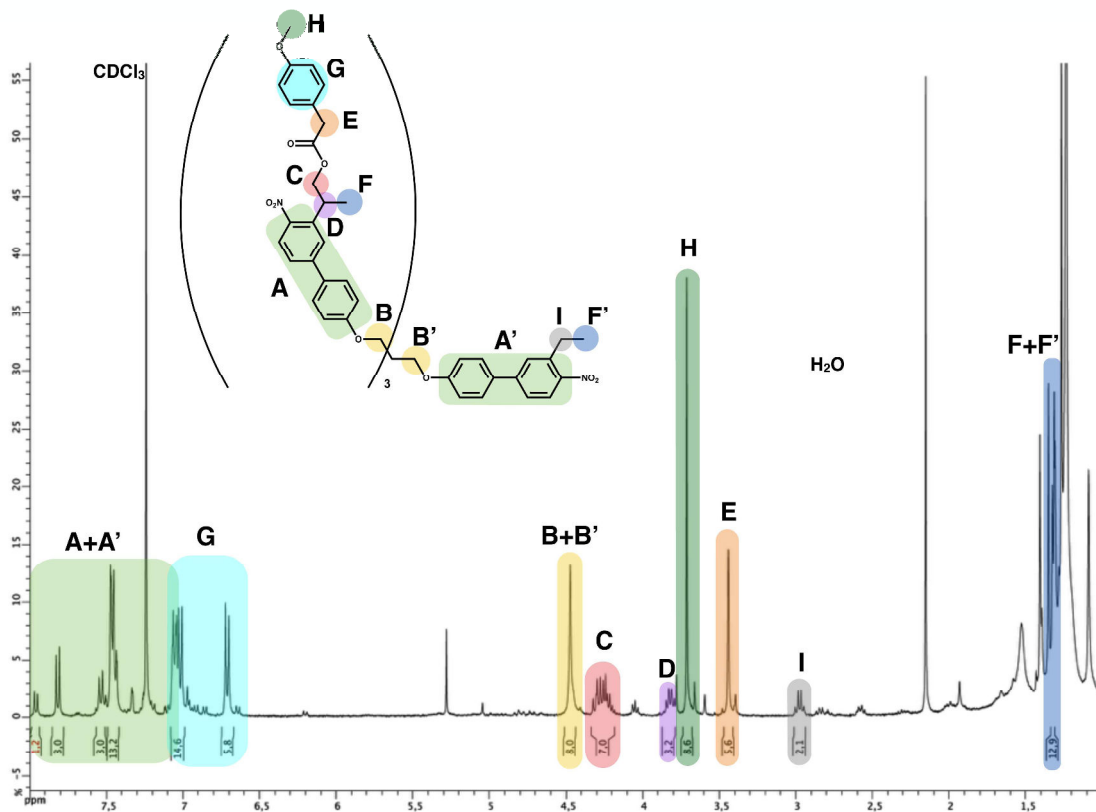 H
O
G
E
O
O
C
F
O₂N
D
A
B
B'
O
3
O
A'
I
F'
NO₂
CDCl₃
H
H₂O
F+F'
A+A'
G
B+B'
C
D
E
I
55
50
45
40
35
30
25
20
15
10
5
0
−5
%
1,2
3,0
3,0
13,2
14,6
5,8
8,0
7,0
3,2
8,6
5,6
2,1
12,9
ppm 7,5 7 6,5 6 5,5 5 4,5 4 3,5 3 2,5 2 1,5